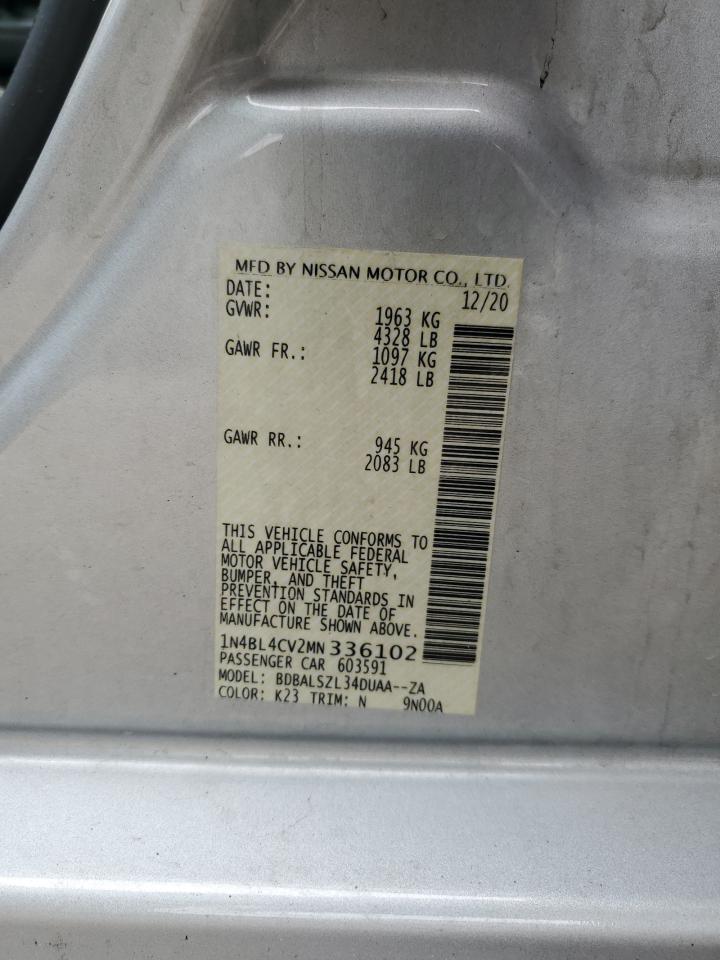 MFD BY NISSAN MOTOR CO., LTD.
DATE: 12/20
GVWR: 1963 KG
4328 LB
GAWR FR.: 1097 KG
2418 LB
GAWR RR.: 945 KG
2083 LB
THIS VEHICLE CONFORMS TO
ALL APPLICABLE FEDERAL
MOTOR VEHICLE SAFETY,
BUMPER, AND THEFT
PREVENTION STANDARDS IN
EFFECT ON THE DATE OF
MANUFACTURE SHOWN ABOVE.
1N4BL4CV2MN336102
PASSENGER CAR 603591
MODEL: BDBALSZL34DUAA--ZA
COLOR: K23 TRIM: N 9N00A